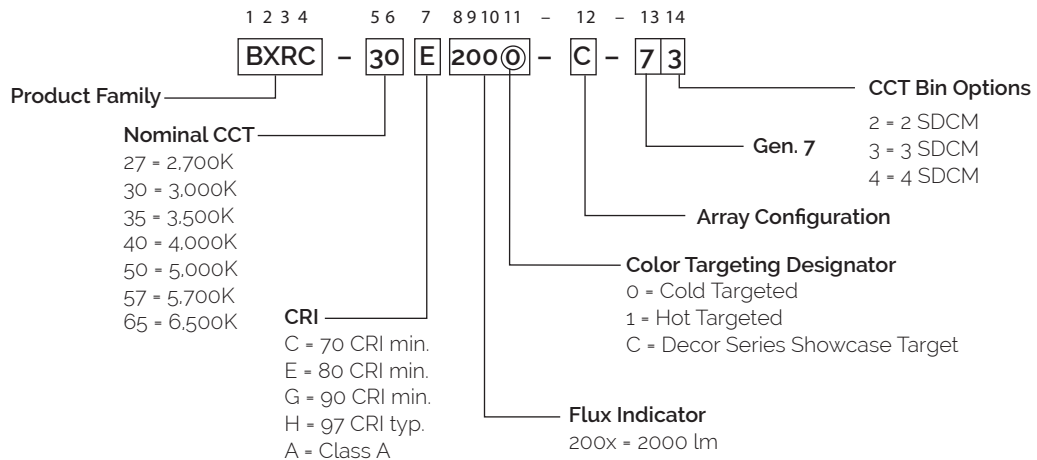 1 2 3 4 5 6 7 8 9 10 11 – 12 – 13 14
BXRC – 30 E 2000 – C – 7 3
Product Family
Nominal CCT
27 = 2,700K
30 = 3,000K
35 = 3,500K
40 = 4,000K
50 = 5,000K
57 = 5,700K
65 = 6,500K
CRI
C = 70 CRI min.
E = 80 CRI min.
G = 90 CRI min.
H = 97 CRI typ.
A = Class A
Flux Indicator
200x = 2000 lm
Color Targeting Designator
0 = Cold Targeted
1 = Hot Targeted
C = Decor Series Showcase Target
Array Configuration
Gen. 7
CCT Bin Options
2 = 2 SDCM
3 = 3 SDCM
4 = 4 SDCM